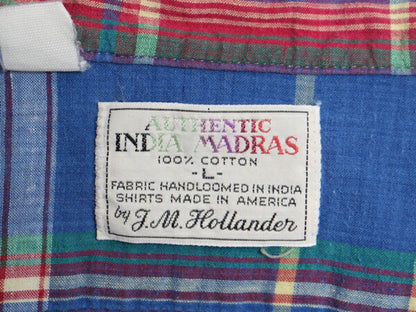 AUTHENTIC
INDIA MADRAS
100% COTTON
-L-
FABRIC HANDLOOMED IN INDIA
SHIRTS MADE IN AMERICA
by J.M. Hollander